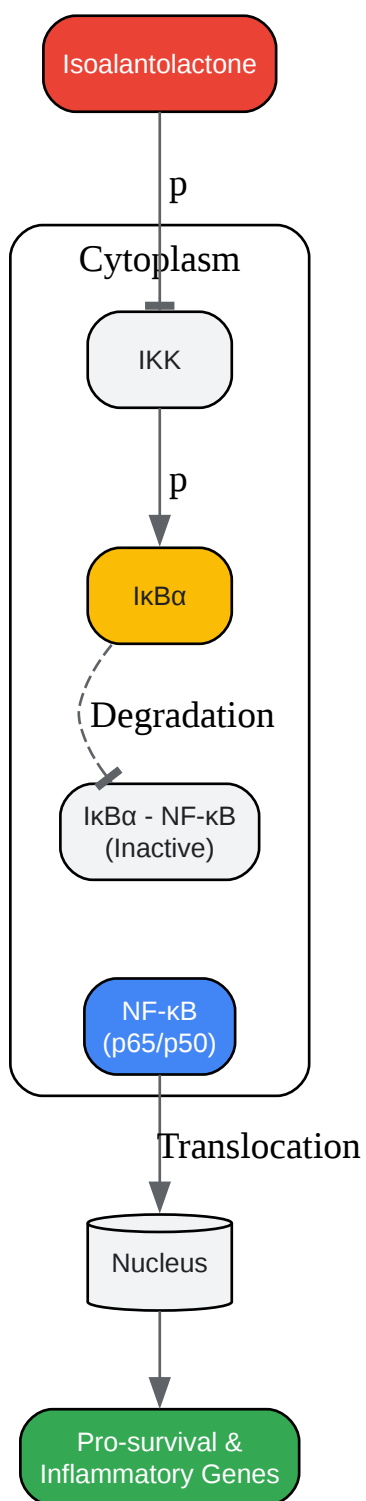 Isoalantolactone
p
Cytoplasm
IKK
p
IκBα
Degradation
IκBα - NF-κB
(Inactive)
NF-κB
(p65/p50)
Translocation
Nucleus
Pro-survival &
Inflammatory Genes